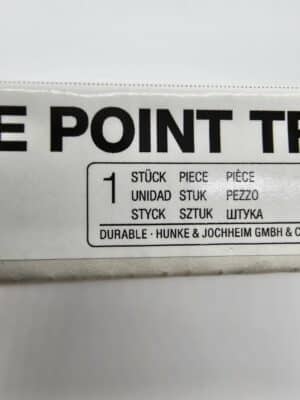 E POINT TR
1 STÜCK PIECE PIÈCE
UNIDAD STUK PEZZO
STYCK SZTUK ШТУКА
DURABLE · HUNKE & JOCHHEIM GMBH & C